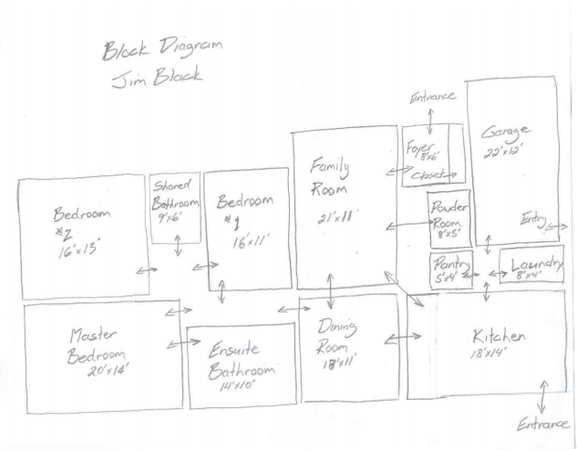 Block Diagram
Jim Black
Entrance
Garage
22'x12'
Foyer
8'x6'
Closet
Family
Room
21'x11'
Shared
Bathroom
9'x6'
Bedroom
#2
16'x13'
Bedroom
#1
16'x11'
Powder
Room
8'x5'
Entry
Pantry
5'x4'
Laundry
8'x4'
Master
Bedroom
20'x14'
Ensuite
Bathroom
14'x10'
Dining
Room
18'x11'
Kitchen
18'x14'
Entrance